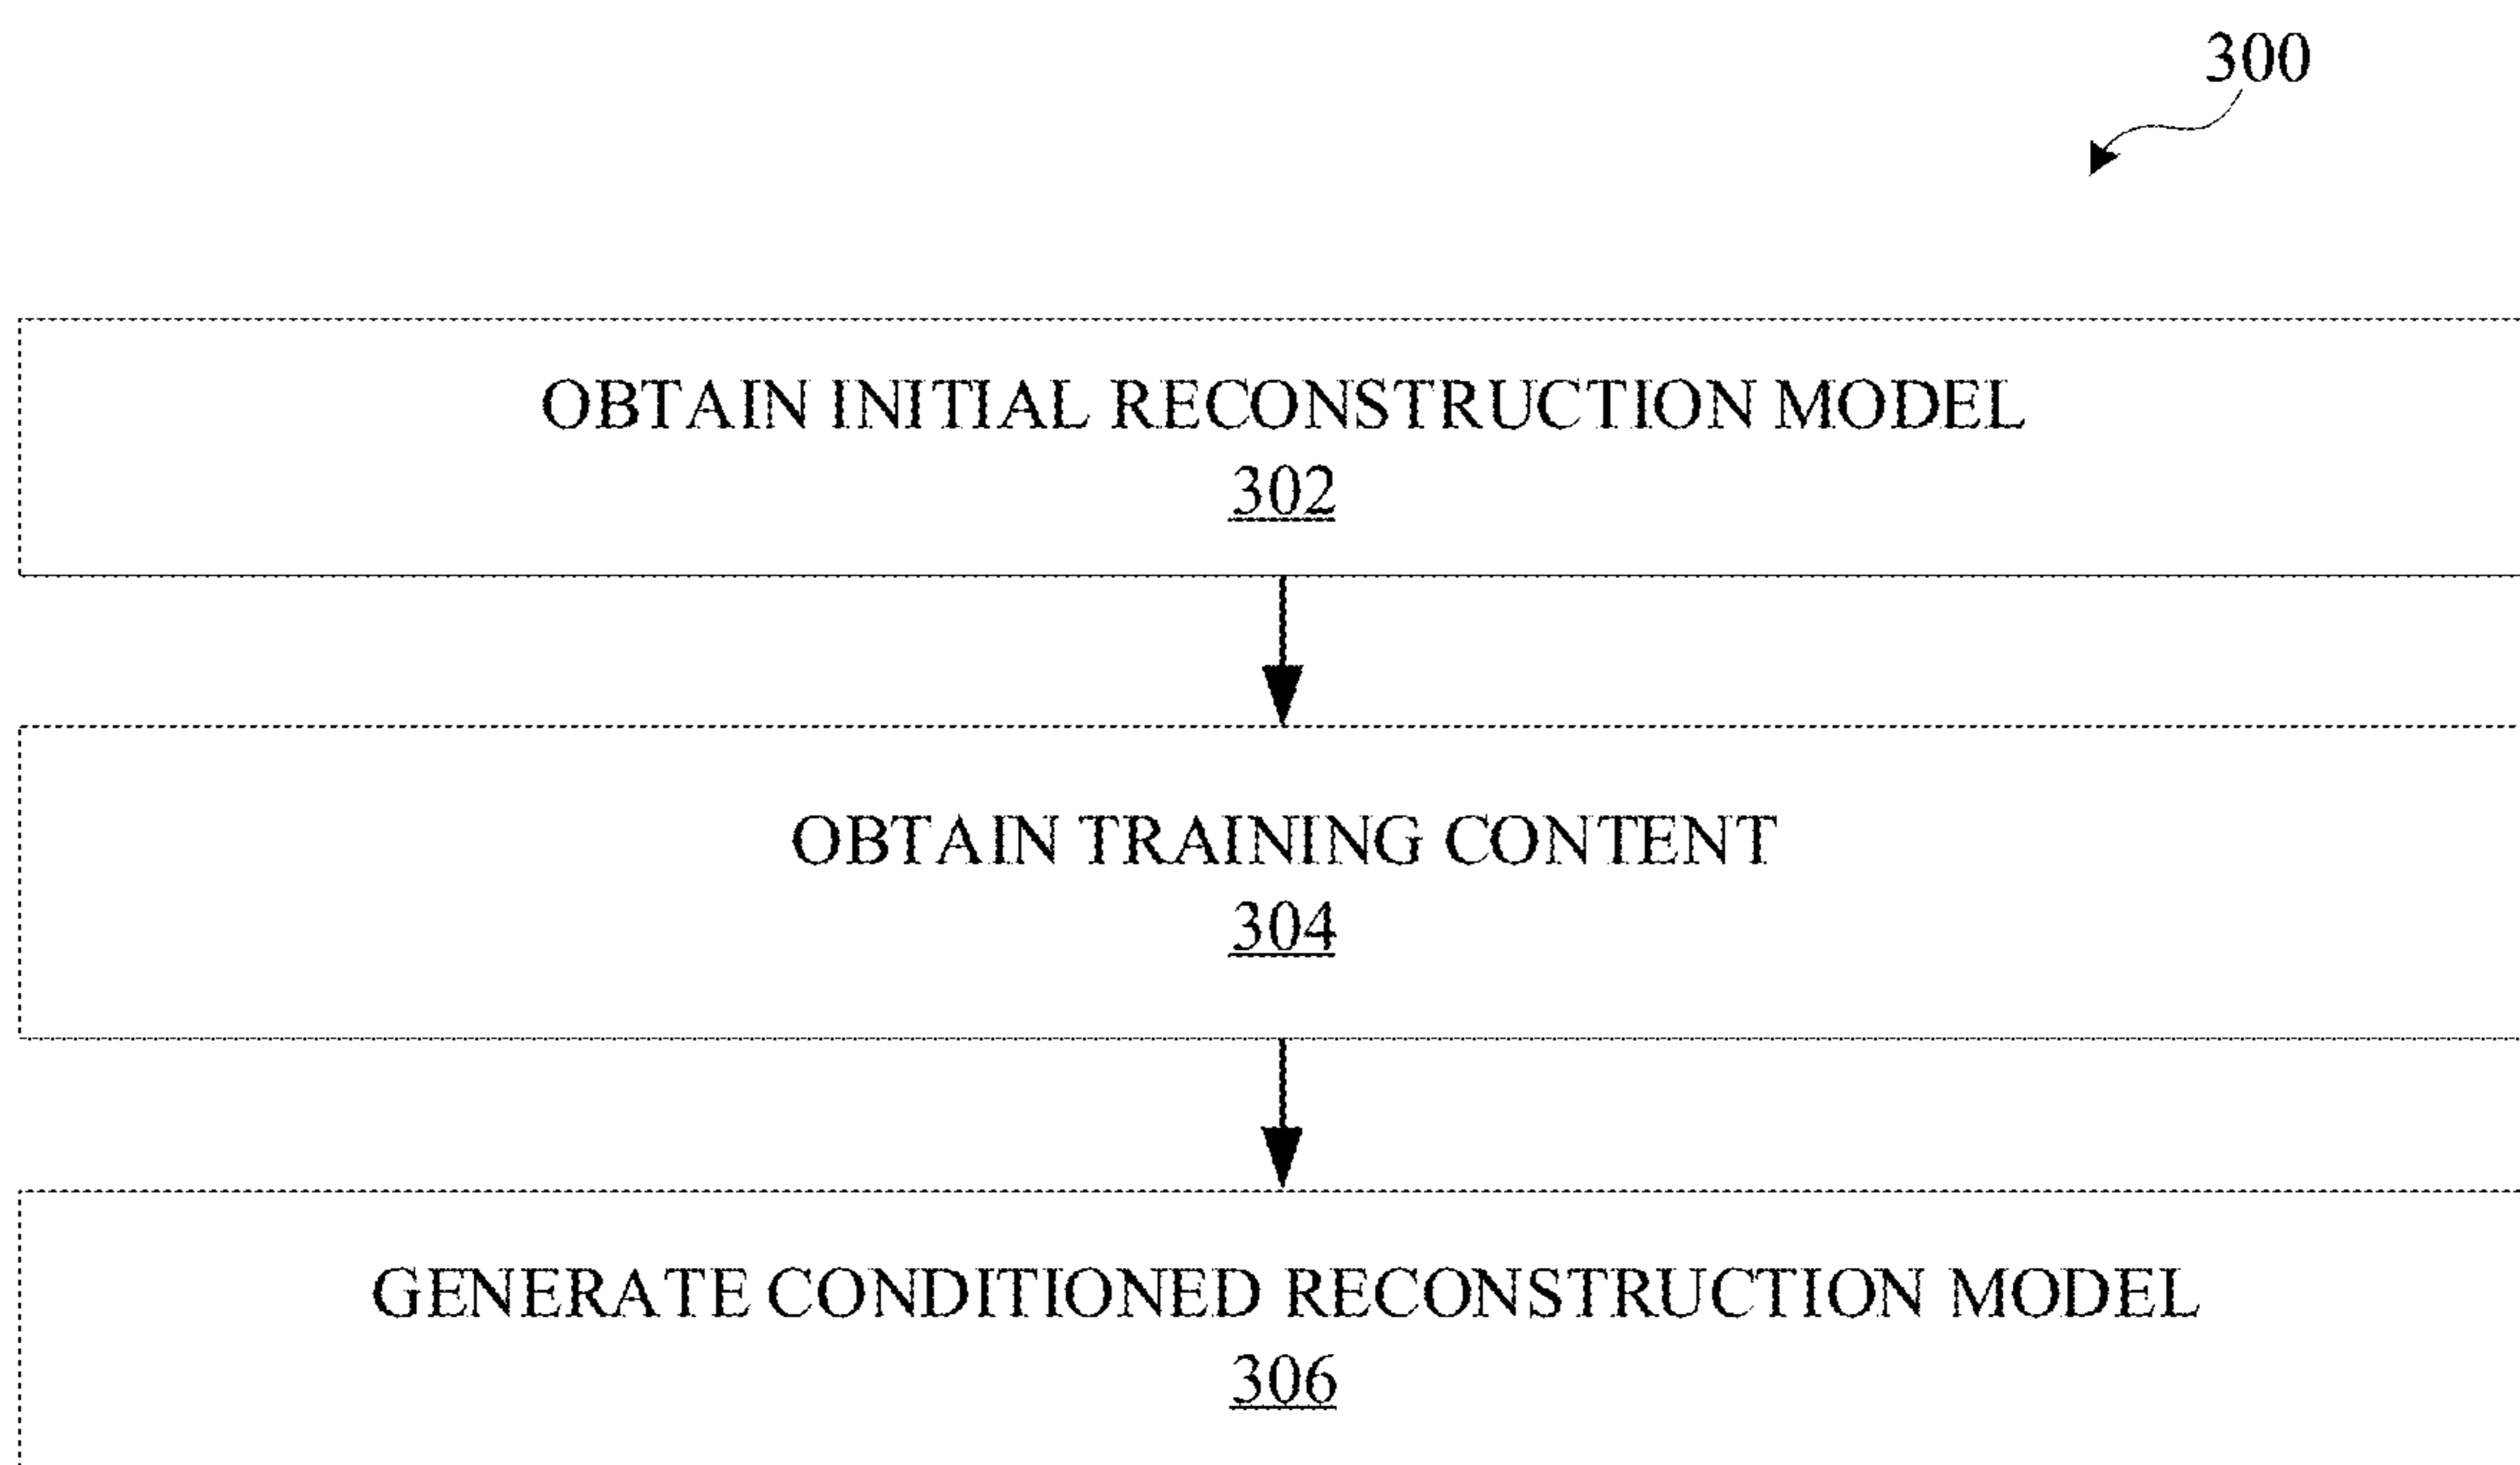 300
OBTAIN INITIAL RECONSTRUCTION MODEL
302
OBTAIN TRAINING CONTENT
304
GENERATE CONDITIONED RECONSTRUCTION MODEL
306